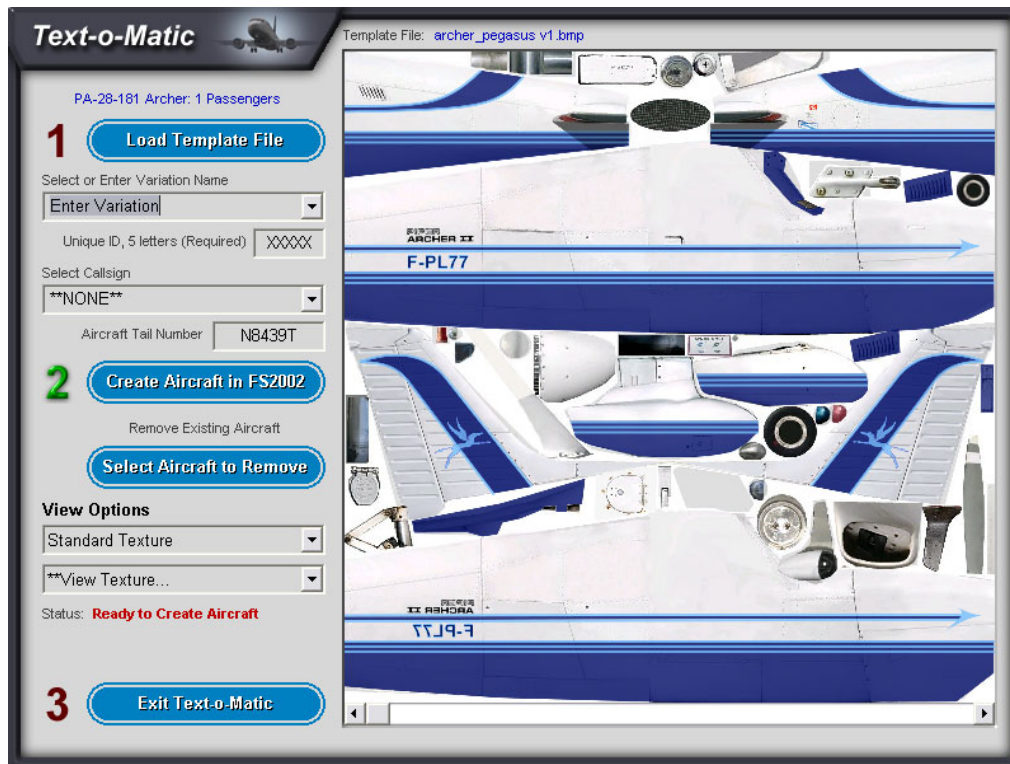 Text-o-Matic
Template File: archer_pegasus v1.bmp
PA-28-181 Archer: 1 Passengers
1
Load Template File
Select or Enter Variation Name
Enter Variation
Unique ID, 5 letters (Required)
XXXXX
Select Callsign
**NONE**
Aircraft Tail Number
N8439T
2
Create Aircraft in FS2002
Remove Existing Aircraft
Select Aircraft to Remove
View Options
Standard Texture
**View Texture...
Status: Ready to Create Aircraft
3
Exit Text-o-Matic
ARCHER II
F-PL77
ARCHER II
F-PL77